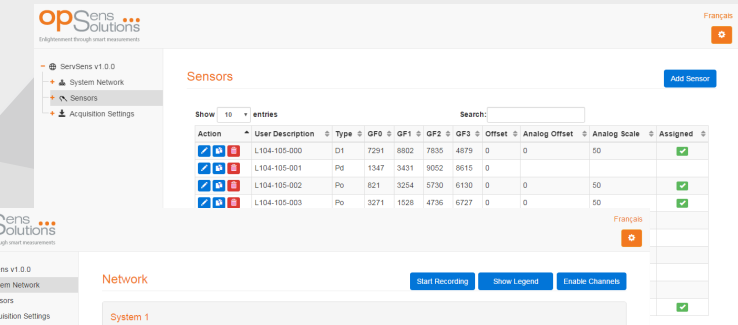 opSens
Solutions
Enlightenment through smart measurements
Français
ServSens v1.0.0
System Network
Sensors
Acquisition Settings
Sensors
Add Sensor
Show 10 entries
Search:
Action User Description Type GF0 GF1 GF2 GF3 Offset Analog Offset Analog Scale Assigned
L104-105-000 D1 7291 8802 7835 4879 0 0 50
L104-105-001 Pd 1347 3431 9052 8615 0
L104-105-002 Po 821 3254 5730 6130 0 0 50
L104-105-003 Po 3271 1528 4736 6727 0 0 50
Sens
Solutions
ugh smart measurements
Français
ens v1.0.0
tem Network
sors
uisition Settings
Network
Start Recording
Show Legend
Enable Channels
System 1